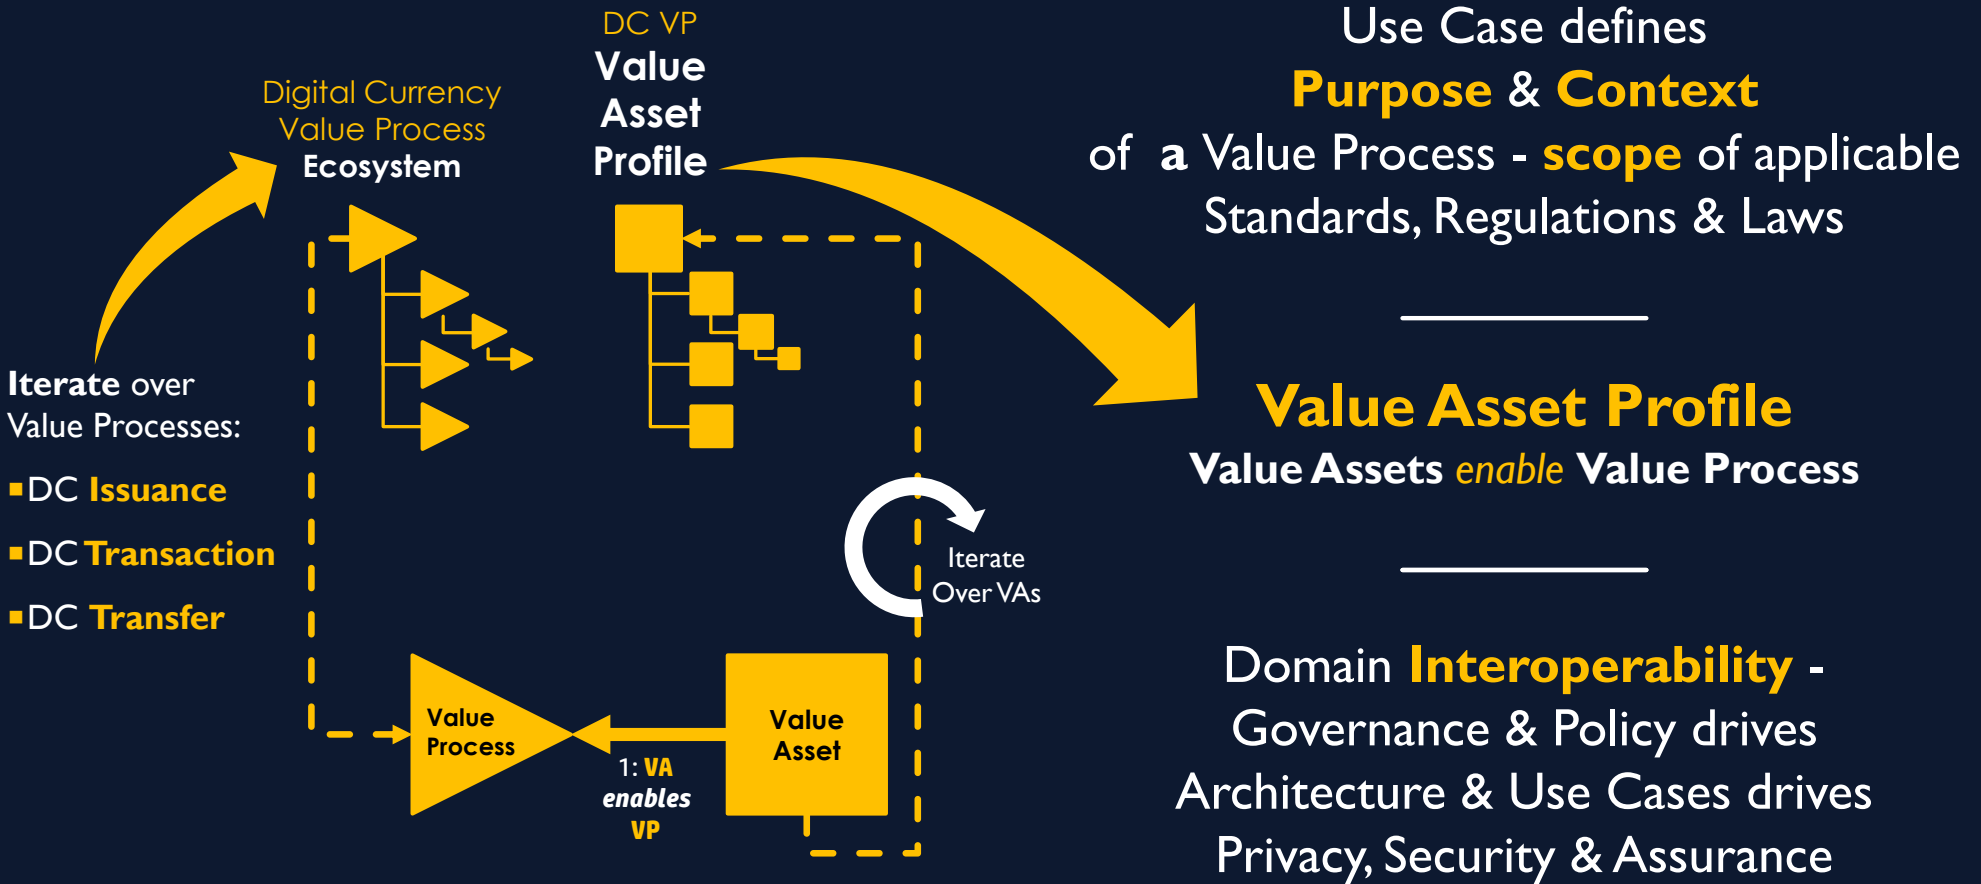 DC VP
Value
Asset
Profile
Digital Currency
Value Process
Ecosystem
Iterate over
Value Processes:
▪DC Issuance
▪DC Transaction
▪DC Transfer
Value
Process
1: VA
enables
VP
Value
Asset
Iterate
Over VAs
Use Case defines
Purpose & Context
of a Value Process - scope of applicable
Standards, Regulations & Laws
Value Asset Profile
Value Assets enable Value Process
Domain Interoperability -
Governance & Policy drives
Architecture & Use Cases drives
Privacy, Security & Assurance